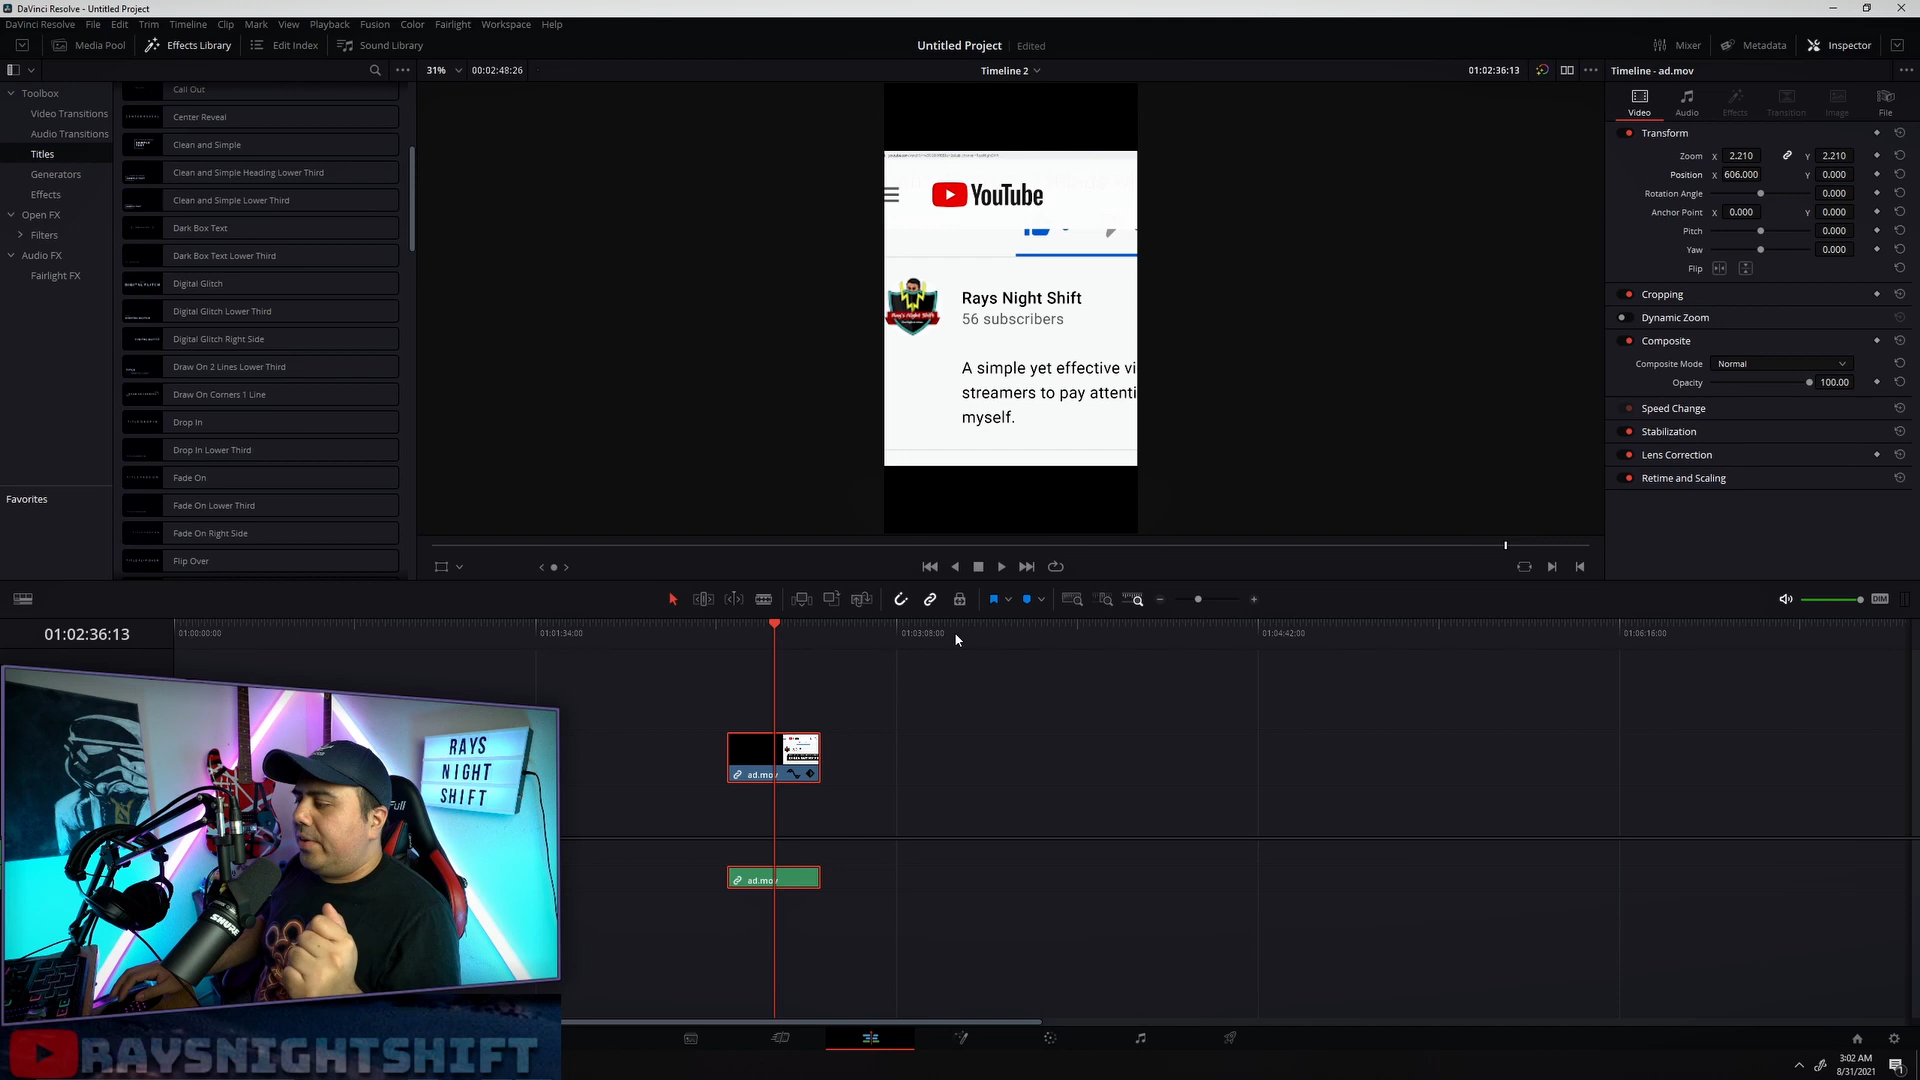 DaVinci Resolve - Untitled Project
DaVinci Resolve File Edit Trim Timeline Clip Mark View Playback Fusion Color Fairlight Workspace Help
Media Pool Effects Library Edit Index Sound Library Untitled Project Edited Mixer Metadata Inspector
31% 00:02:48:26 Timeline 2 01:02:36:13 Timeline - ad.mov
Toolbox
Video Transitions
Audio Transitions
Titles
Generators
Effects
Open FX
Filters
Audio FX
Fairlight FX
Favorites
Call Out
Center Reveal
Clean and Simple
Clean and Simple Heading Lower Third
Clean and Simple Lower Third
Dark Box Text
Dark Box Text Lower Third
Digital Glitch
Digital Glitch Lower Third
Digital Glitch Right Side
Draw On 2 Lines Lower Third
Draw On Corners 1 Line
Drop In
Drop In Lower Third
Fade On
Fade On Lower Third
Fade On Right Side
Flip Over
YouTube
Rays Night Shift
56 subscribers
A simple yet effective vi
streamers to pay attenti
myself.
Video Audio Effects Transition Image File
Transform
Zoom X 2.210 Y 2.210
Position X 606.000 Y 0.000
Rotation Angle 0.000
Anchor Point X 0.000 Y 0.000
Pitch 0.000
Yaw 0.000
Flip
Cropping
Dynamic Zoom
Composite
Composite Mode Normal
Opacity 100.00
Speed Change
Stabilization
Lens Correction
Retime and Scaling
DIM
01:02:36:13 01:00:00:00 01:01:34:00 01:03:08:00 01:04:42:00 01:06:16:00
ad.mov
ad.mov
RAYS
NIGHT
SHIFT
SHURE
RAYSNIGHTSHIFT
3:02 AM
8/31/2021